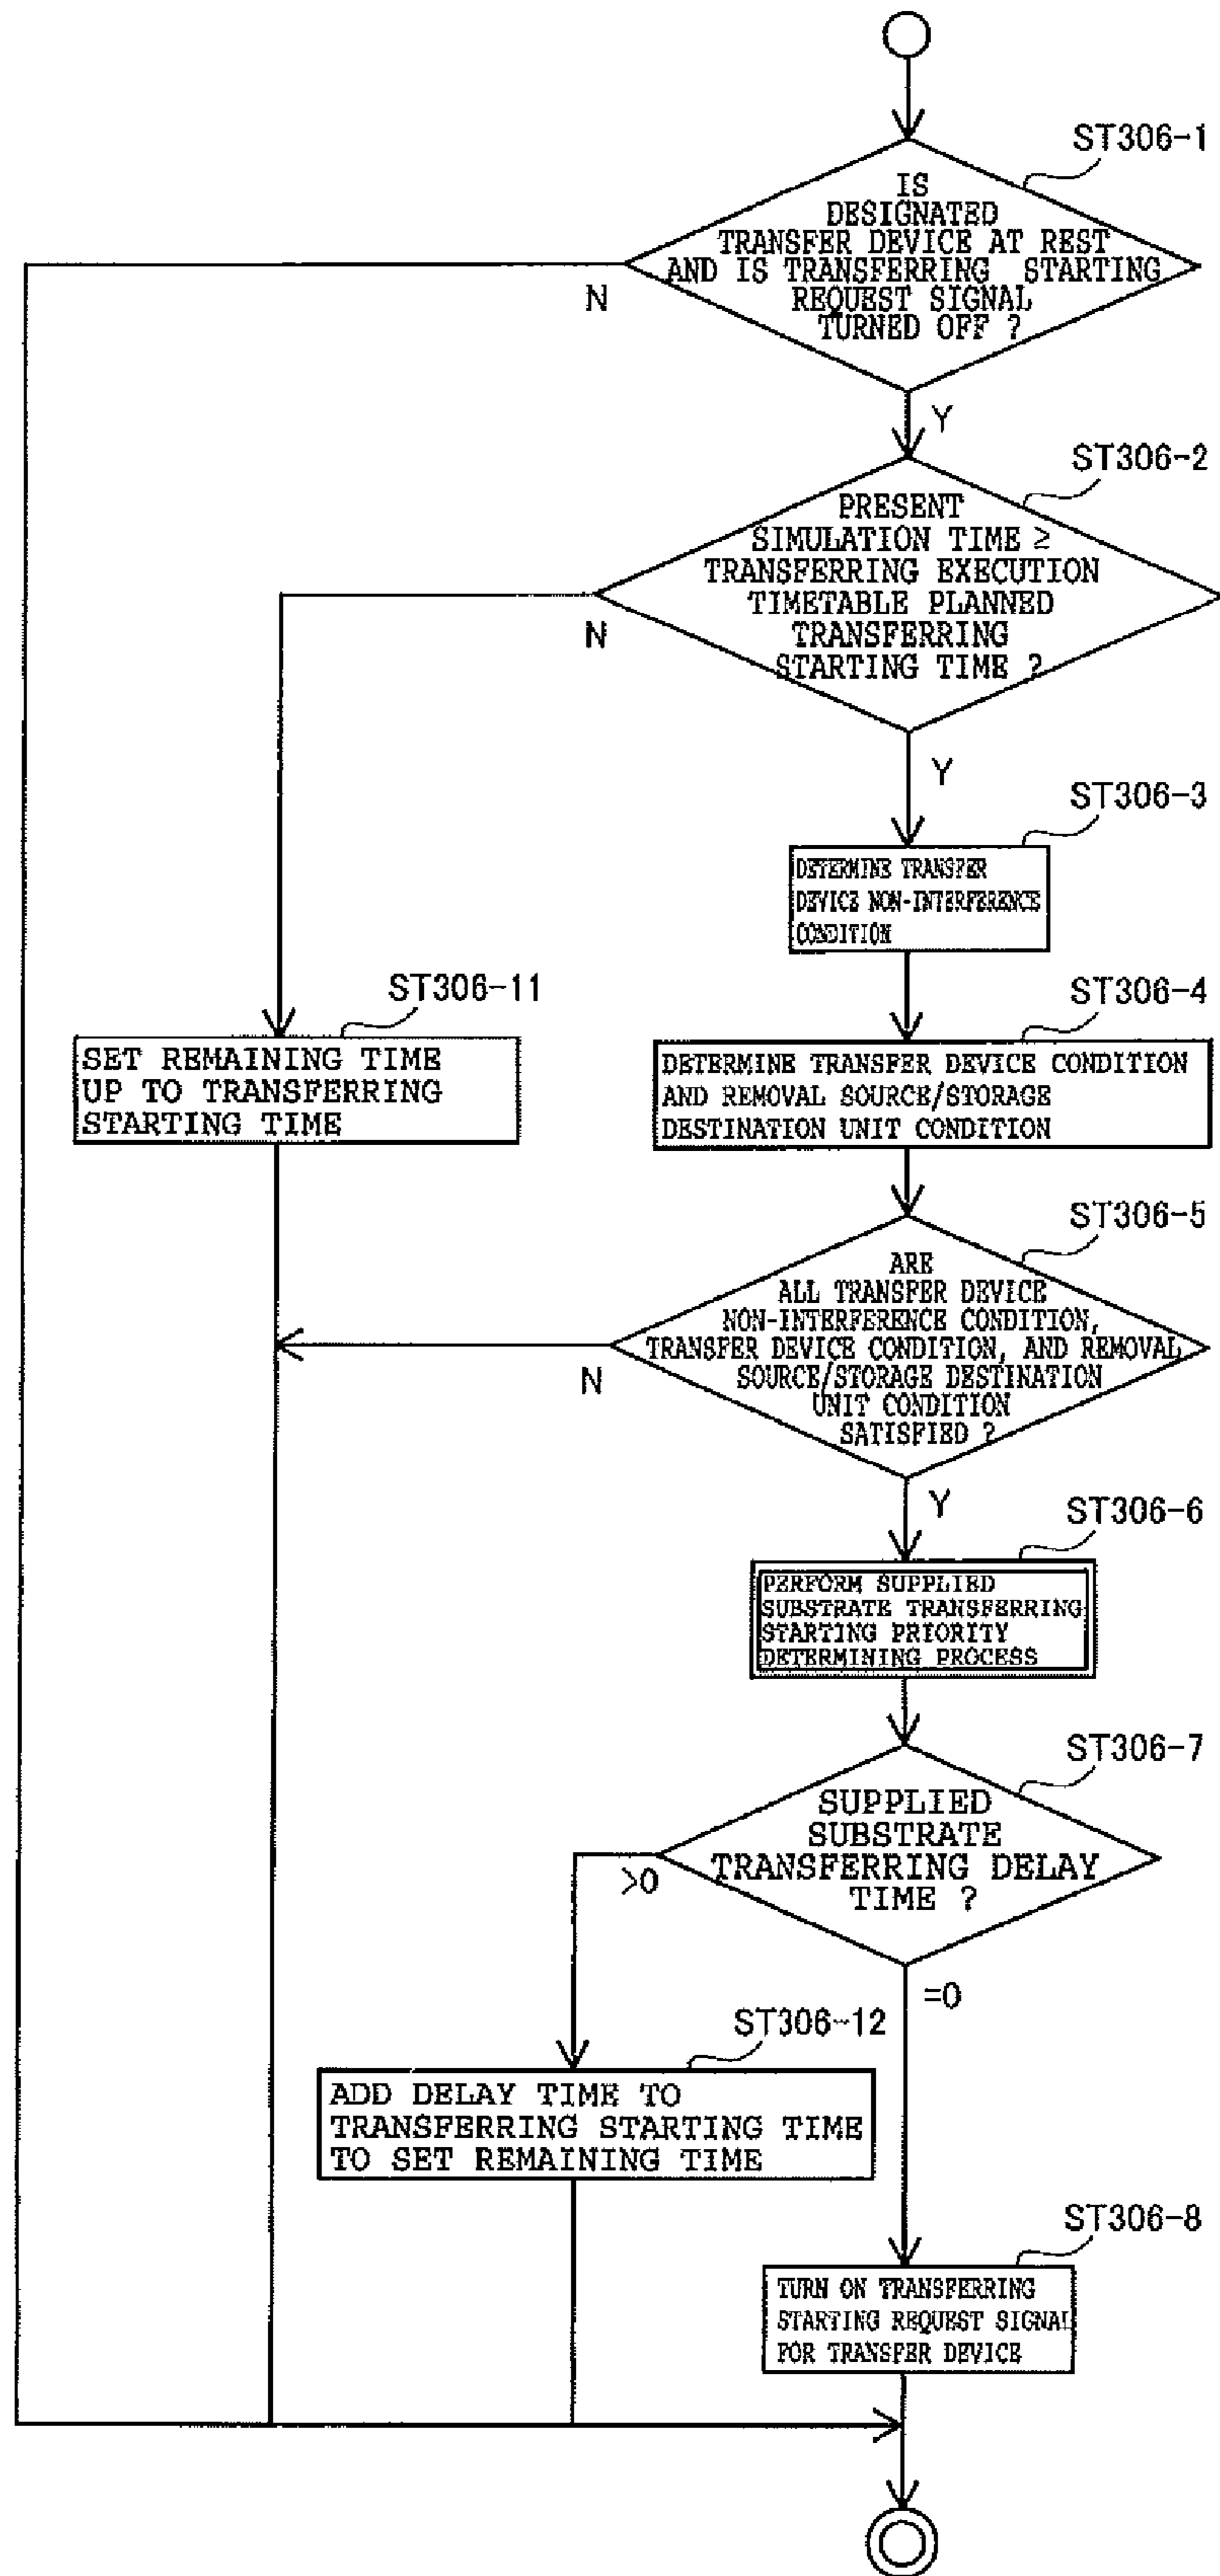 ST306-1
IS
DESIGNATED
TRANSFER DEVICE AT REST
AND IS TRANSFERRING STARTING
REQUEST SIGNAL
TURNED OFF ?
N
Y
ST306-2
PRESENT
SIMULATION TIME ≥
TRANSFERRING EXECUTION
TIMETABLE PLANNED
TRANSFERRING
STARTING TIME ?
N
Y
ST306-3
DETERMINE TRANSFER
DEVICE NON-INTERFERENCE
CONDITION
ST306-11
SET REMAINING TIME
UP TO TRANSFERRING
STARTING TIME
ST306-4
DETERMINE TRANSFER DEVICE CONDITION
AND REMOVAL SOURCE/STORAGE
DESTINATION UNIT CONDITION
ST306-5
ARE
ALL TRANSFER DEVICE
NON-INTERFERENCE CONDITION,
TRANSFER DEVICE CONDITION, AND REMOVAL
SOURCE/STORAGE DESTINATION
UNIT CONDITION
SATISFIED ?
N
Y
ST306-6
PERFORM SUPPLIED
SUBSTRATE TRANSFERRING
STARTING PRIORITY
DETERMINING PROCESS
ST306-7
SUPPLIED
SUBSTRATE
TRANSFERRING DELAY
TIME ?
>0
=0
ST306-12
ADD DELAY TIME TO
TRANSFERRING STARTING TIME
TO SET REMAINING TIME
ST306-8
TURN ON TRANSFERRING
STARTING REQUEST SIGNAL
FOR TRANSFER DEVICE